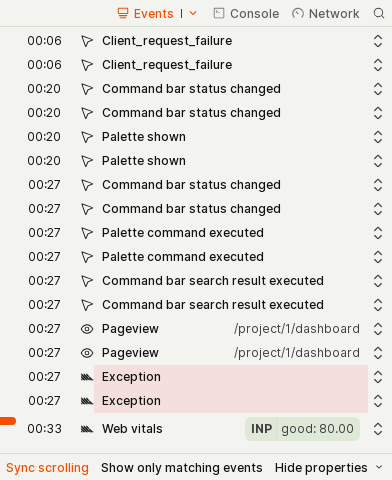 Events Console Network
00:06 Client_request_failure
00:06 Client_request_failure
00:20 Command bar status changed
00:20 Command bar status changed
00:20 Palette shown
00:20 Palette shown
00:27 Command bar status changed
00:27 Command bar status changed
00:27 Palette command executed
00:27 Palette command executed
00:27 Command bar search result executed
00:27 Command bar search result executed
00:27 Pageview /project/1/dashboard
00:27 Pageview /project/1/dashboard
00:27 Exception
00:27 Exception
00:33 Web vitals INP good: 80.00
Sync scrolling Show only matching events Hide properties